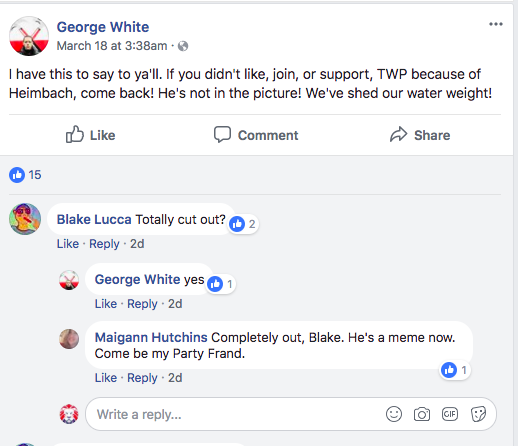 George White
March 18 at 3:38am ·
I have this to say to ya'll. If you didn't like, join, or support, TWP because of
Heimbach, come back! He's not in the picture! We've shed our water weight!
Like Comment Share
15
Blake Lucca Totally cut out? 2
Like · Reply · 2d
George White yes 1
Like · Reply · 2d
Maigann Hutchins Completely out, Blake. He's a meme now.
Come be my Party Frand.
1
Like · Reply · 2d
Write a reply...
GIF